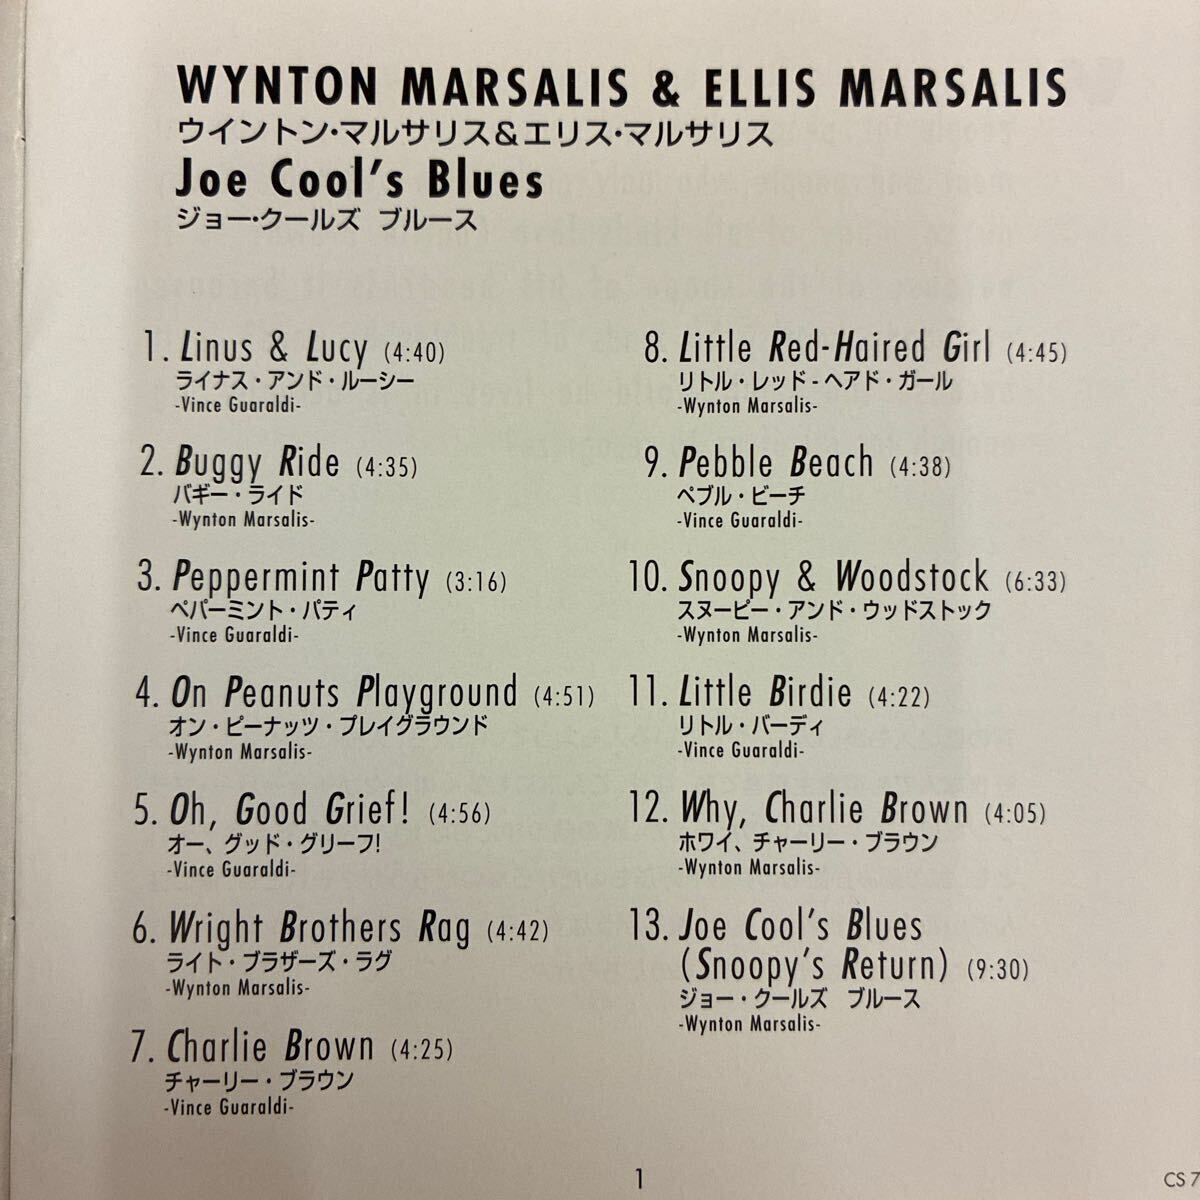 WYNTON MARSALIS & ELLIS MARSALIS
ウイントン・マルサリス&エリス・マルサリス
Joe Cool's Blues
ジョー・クールズ ブルース
1. Linus & Lucy (4:40)
ライナス・アンド・ルーシー
-Vince Guaraldi-
2. Buggy Ride (4:35)
バギー・ライド
-Wynton Marsalis-
3. Peppermint Patty (3:16)
ペパーミント・パティ
-Vince Guaraldi-
4. On Peanuts Playground (4:51)
オン・ピーナッツ・プレイグラウンド
-Wynton Marsalis-
5. Oh, Good Grief! (4:56)
オー、グッド・グリーフ!
-Vince Guaraldi-
6. Wright Brothers Rag (4:42)
ライト・ブラザーズ・ラグ
-Wynton Marsalis-
7. Charlie Brown (4:25)
チャーリー・ブラウン
-Vince Guaraldi-
8. Little Red-Haired Girl (4:45)
リトル・レッド-ヘアド・ガール
-Wynton Marsalis-
9. Pebble Beach (4:38)
ペブル・ビーチ
-Vince Guaraldi-
10. Snoopy & Woodstock (6:33)
スヌーピー・アンド・ウッドストック
-Wynton Marsalis-
11. Little Birdie (4:22)
リトル・バーディ
-Vince Guaraldi-
12. Why, Charlie Brown (4:05)
ホワイ、チャーリー・ブラウン
-Wynton Marsalis-
13. Joe Cool's Blues
(Snoopy's Return) (9:30)
ジョー・クールズ ブルース
-Wynton Marsalis-
1
CS 7